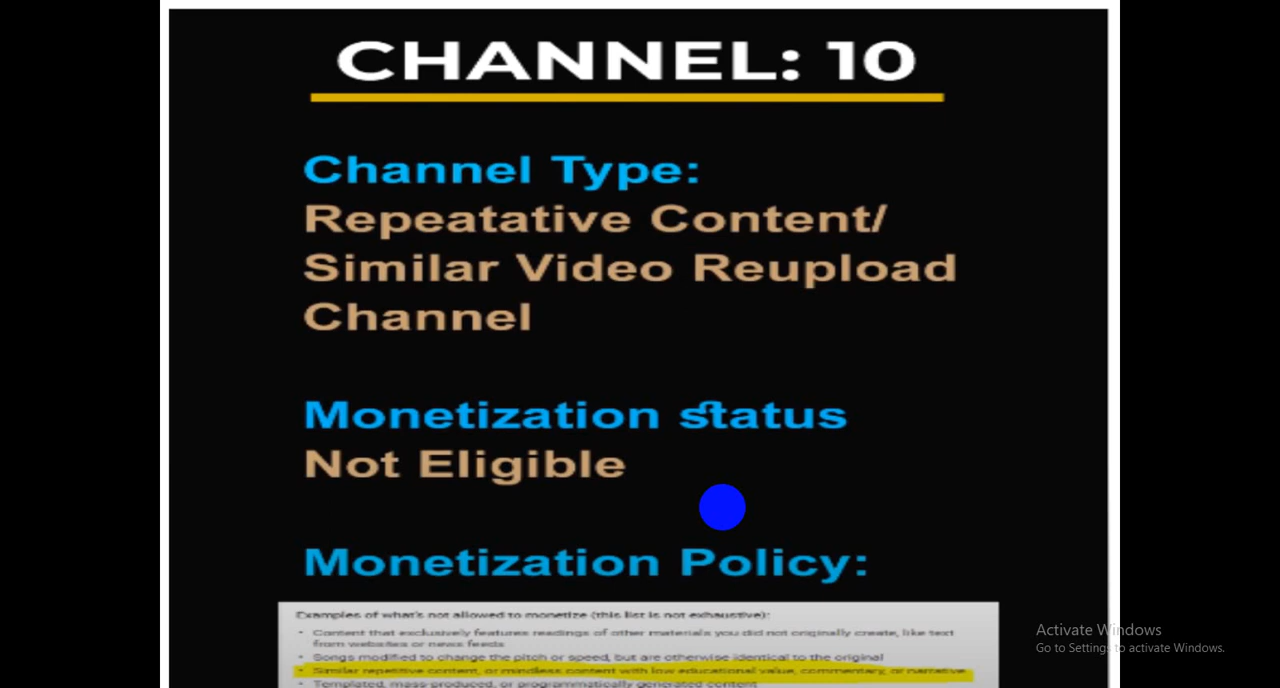 CHANNEL: 10
Channel Type:
Repeatative Content/
Similar Video Reupload
Channel
Monetization status
Not Eligible
Monetization Policy:
Examples of what's not allowed to monetize (this list is not exhaustive):
• Content that exclusively features readings of other materials you did not originally create, like text
from websites or news feeds
• Songs modified to change the pitch or speed, but are otherwise identical to the original
• Similar repetitive content, or mindless content with low educational value, commentary, or narrative
• Templated, mass-produced, or programmatically generated content
Activate Windows
Go to Settings to activate Windows.